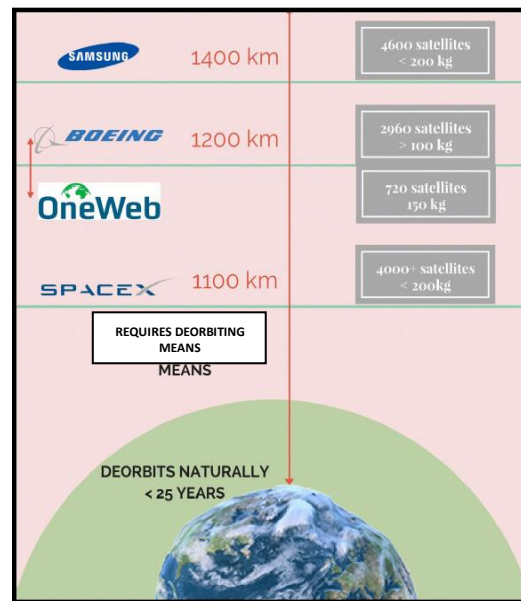 SAMSUNG
1400 km
4600 satellites
< 200 kg
BOEING
1200 km
2960 satellites
> 100 kg
OneWeb
720 satellites
150 kg
SPACEX
1100 km
4000+ satellites
< 200kg
REQUIRES DEORBITING
MEANS
MEANS
DEORBITS NATURALLY
< 25 YEARS